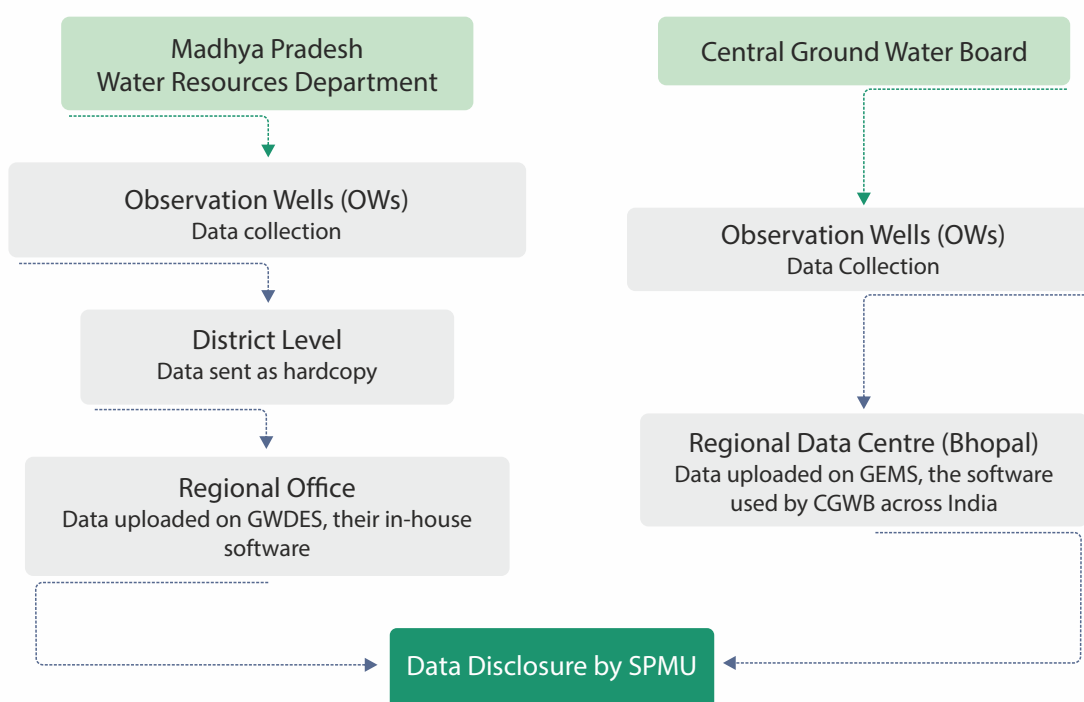 Madhya Pradesh
Water Resources Department
Observation Wells (OWs)
Data collection
District Level
Data sent as hardcopy
Regional Office
Data uploaded on GWDES, their in-house
software
Central Ground Water Board
Observation Wells (OWs)
Data Collection
Regional Data Centre (Bhopal)
Data uploaded on GEMS, the software
used by CGWB across India
Data Disclosure by SPMU